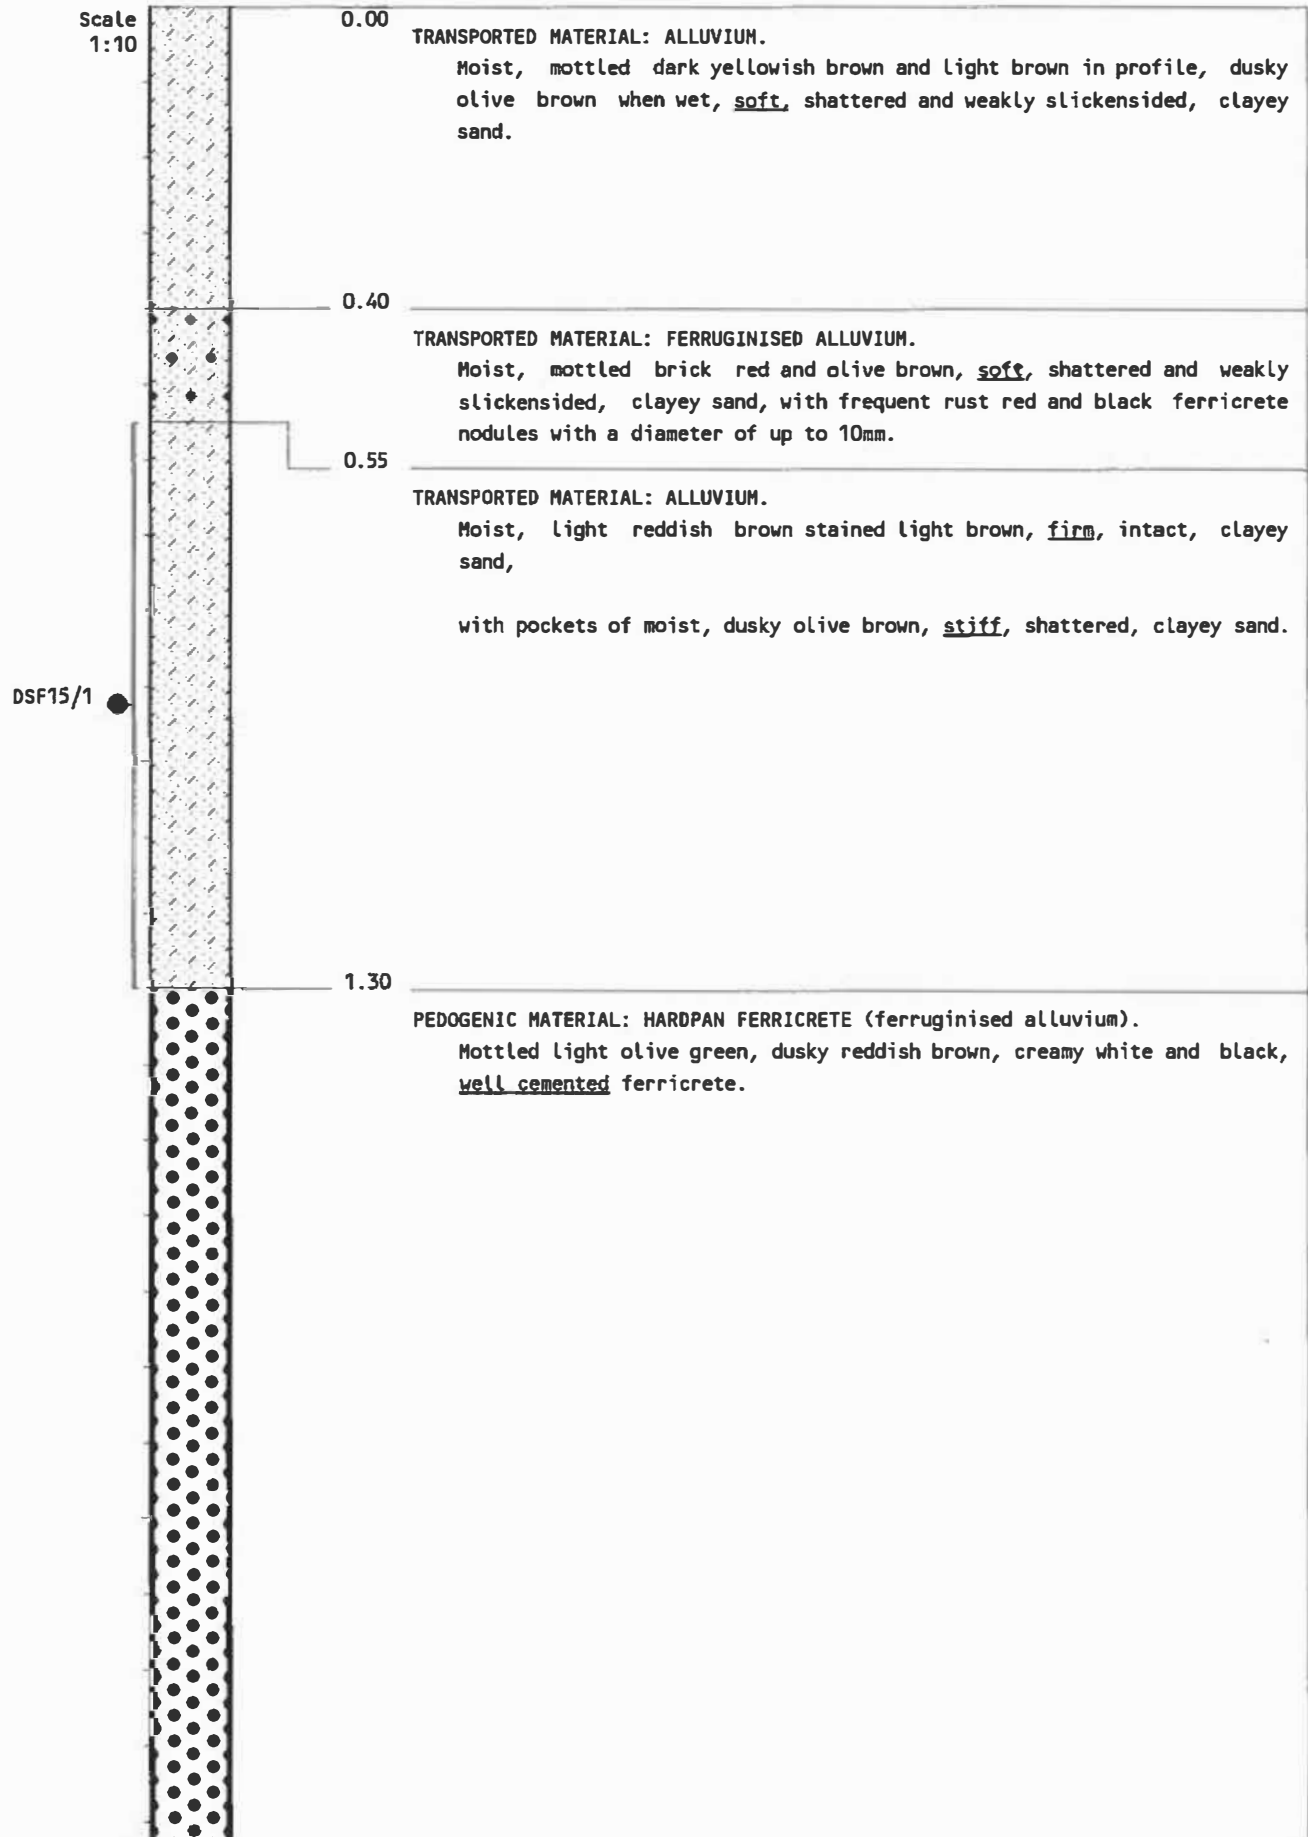 Scale
1:10
0.00
TRANSPORTED MATERIAL: ALLUVIUM.
Moist, mottled dark yellowish brown and light brown in profile, dusky
olive brown when wet, soft, shattered and weakly slickensided, clayey
sand.
0.40
TRANSPORTED MATERIAL: FERRUGINISED ALLUVIUM.
Moist, mottled brick red and olive brown, soft, shattered and weakly
slickensided, clayey sand, with frequent rust red and black ferricrete
nodules with a diameter of up to 10mm.
0.55
TRANSPORTED MATERIAL: ALLUVIUM.
Moist, light reddish brown stained light brown, firm, intact, clayey
sand,
with pockets of moist, dusky olive brown, stiff, shattered, clayey sand.
DSF15/1
1.30
PEDOGENIC MATERIAL: HARDPAN FERRICRETE (ferruginised alluvium).
Mottled light olive green, dusky reddish brown, creamy white and black,
well cemented ferricrete.